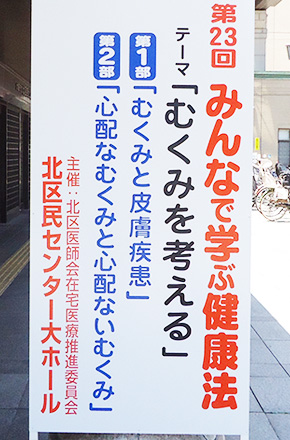 第23回
みんなで学ぶ健康法
テーマ「むくみを考える」
第1部「むくみと皮膚疾患」
第2部「心配なむくみと心配ないむくみ」
主催:北区医師会在宅医療推進委員会
北区民センター大ホール